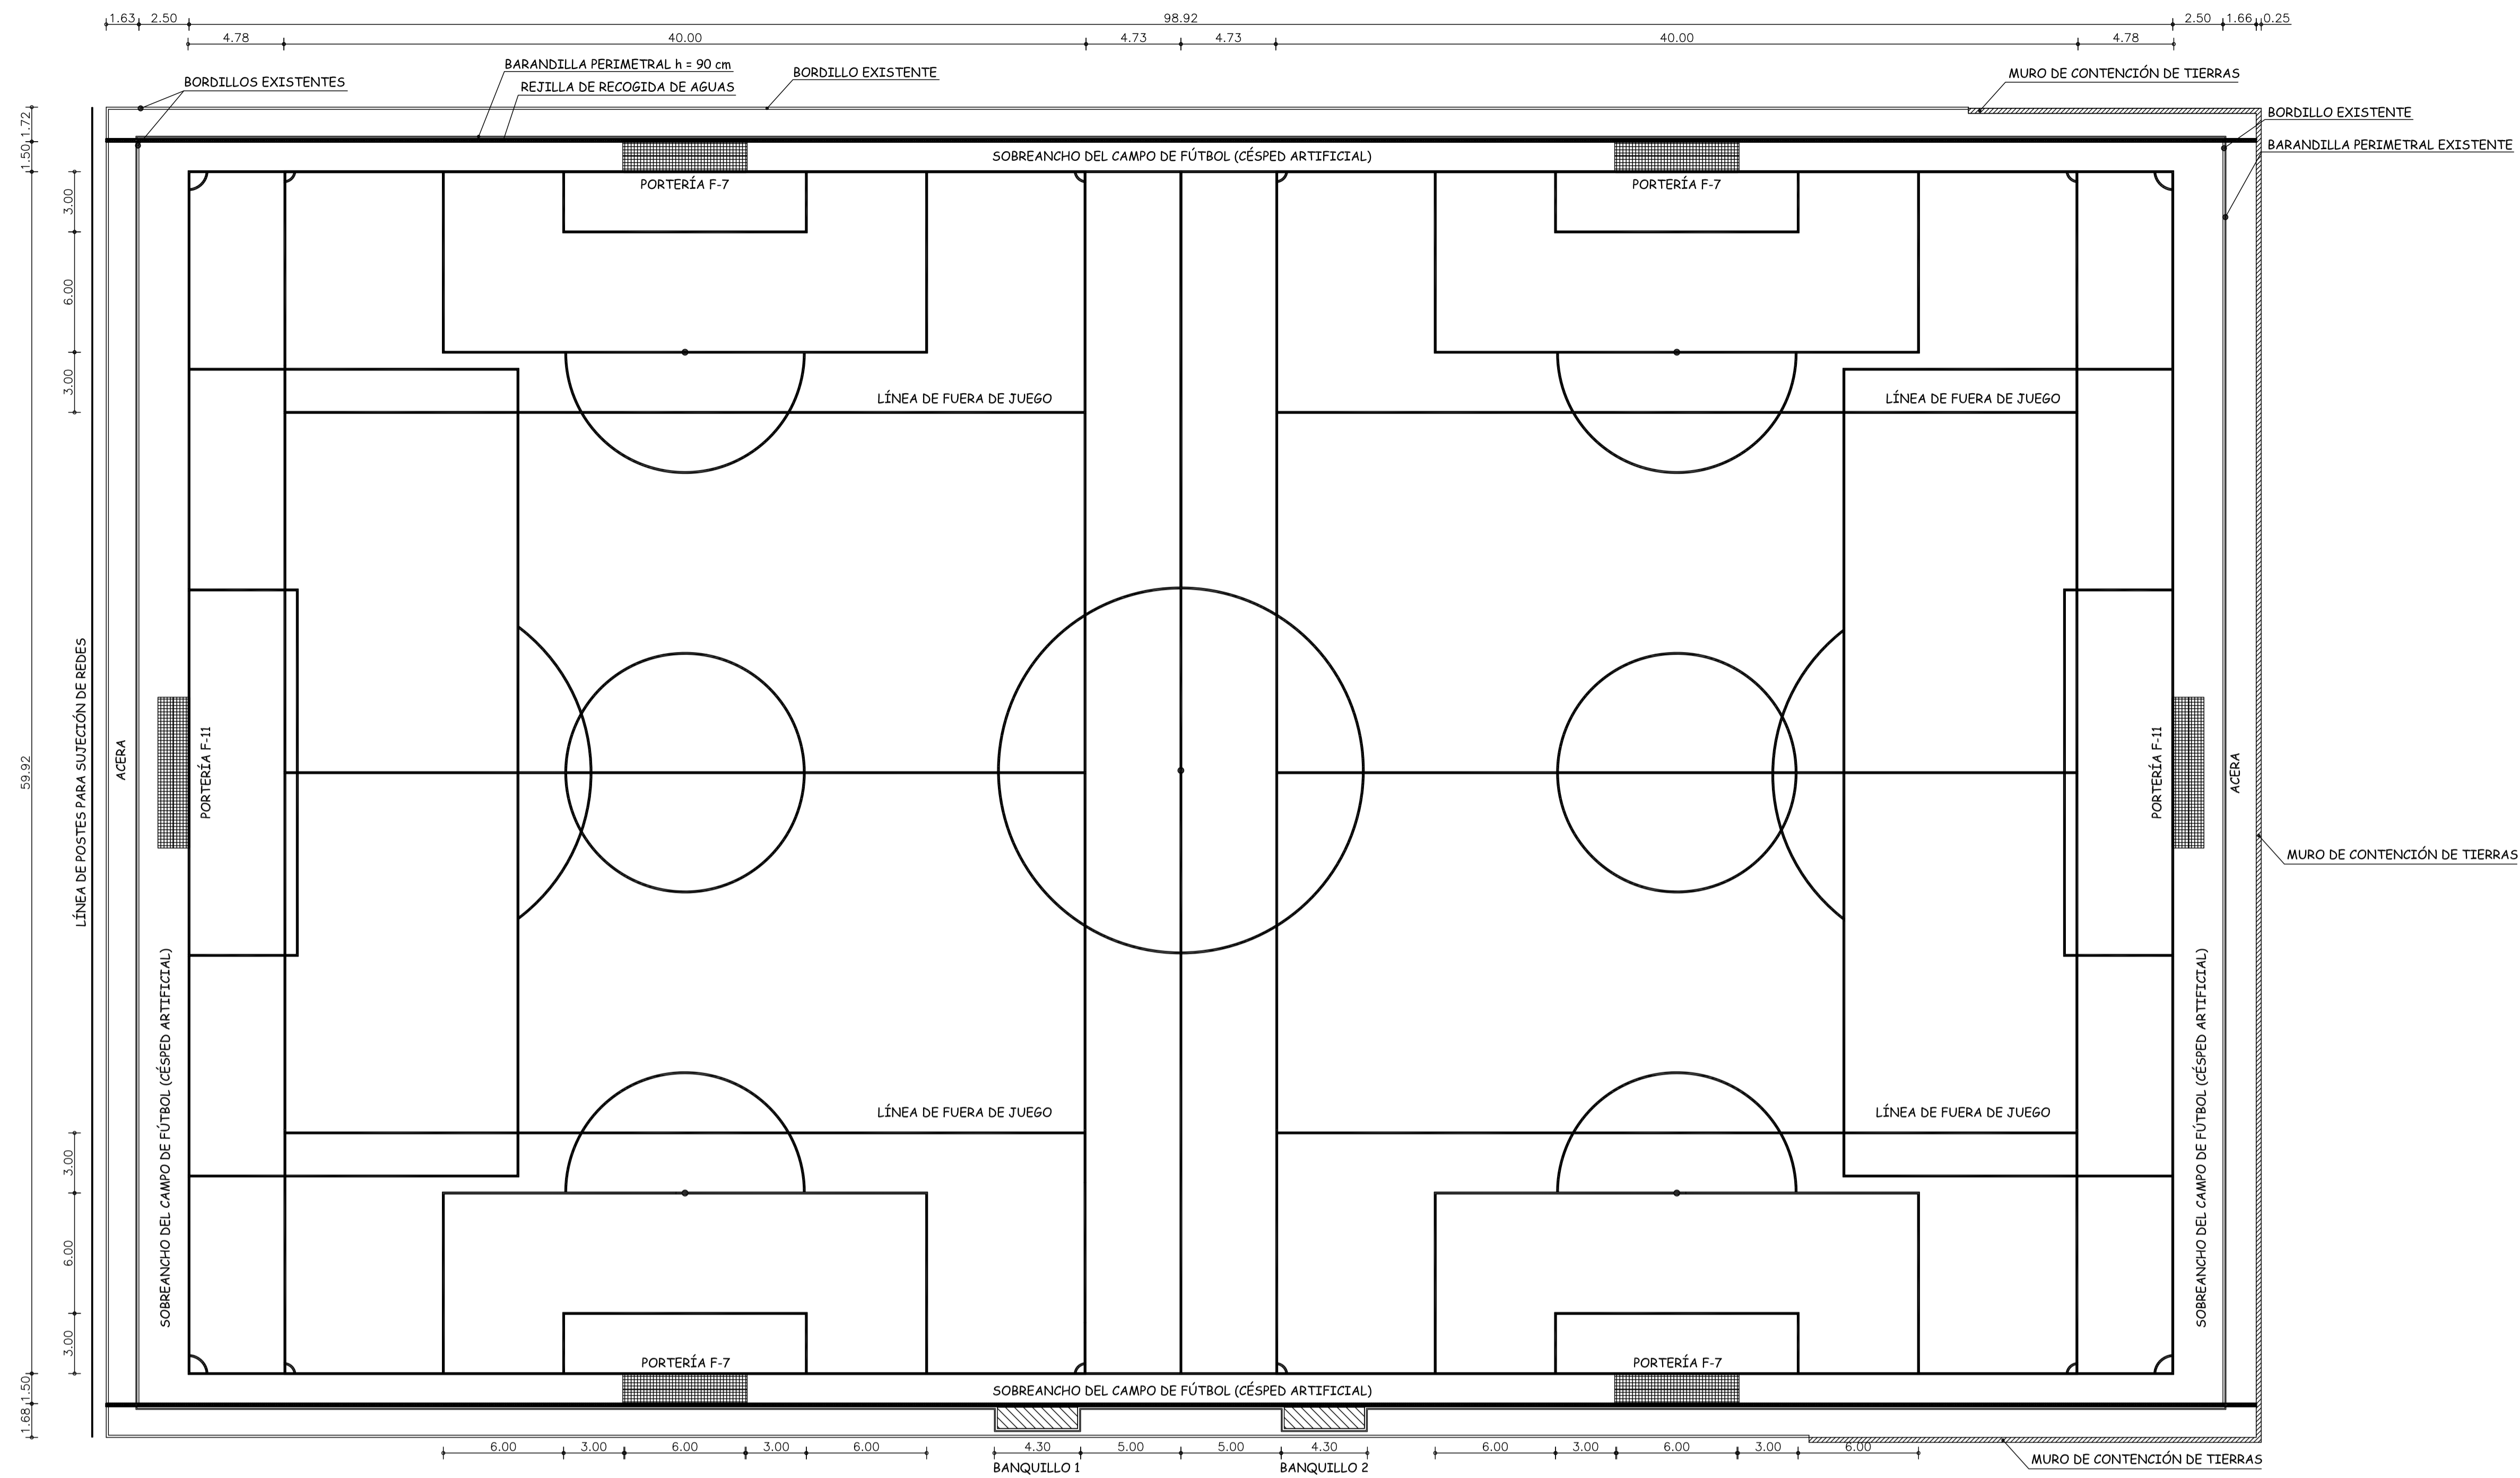 1.63 2.50 98.92 2.50 1.66 0.25
4.78 40.00 4.73 4.73 40.00 4.78
BARANDILLA PERIMETRAL h = 90 cm
BORDILLO EXISTENTE
MURO DE CONTENCIÓN DE TIERRAS
BORDILLOS EXISTENTES
REJILLA DE RECOGIDA DE AGUAS
BORDILLO EXISTENTE
BARANDILLA PERIMETRAL EXISTENTE
1.72
1.50
SOBREANCHO DEL CAMPO DE FÚTBOL (CÉSPED ARTIFICIAL)
PORTERÍA F-7
PORTERÍA F-7
3.00
6.00
3.00
LÍNEA DE FUERA DE JUEGO
LÍNEA DE FUERA DE JUEGO
59.92
LÍNEA DE POSTES PARA SUJECIÓN DE REDES
ACERA
PORTERÍA F-11
PORTERÍA F-11
ACERA
MURO DE CONTENCIÓN DE TIERRAS
SOBREANCHO DEL CAMPO DE FÚTBOL (CÉSPED ARTIFICIAL)
SOBREANCHO DEL CAMPO DE FÚTBOL (CÉSPED ARTIFICIAL)
LÍNEA DE FUERA DE JUEGO
LÍNEA DE FUERA DE JUEGO
3.00
6.00
3.00
PORTERÍA F-7
PORTERÍA F-7
1.50
SOBREANCHO DEL CAMPO DE FÚTBOL (CÉSPED ARTIFICIAL)
1.68
6.00 3.00 6.00 3.00 6.00 4.30 5.00 5.00 4.30 6.00 3.00 6.00 3.00 6.00
BANQUILLO 1
BANQUILLO 2
MURO DE CONTENCIÓN DE TIERRAS